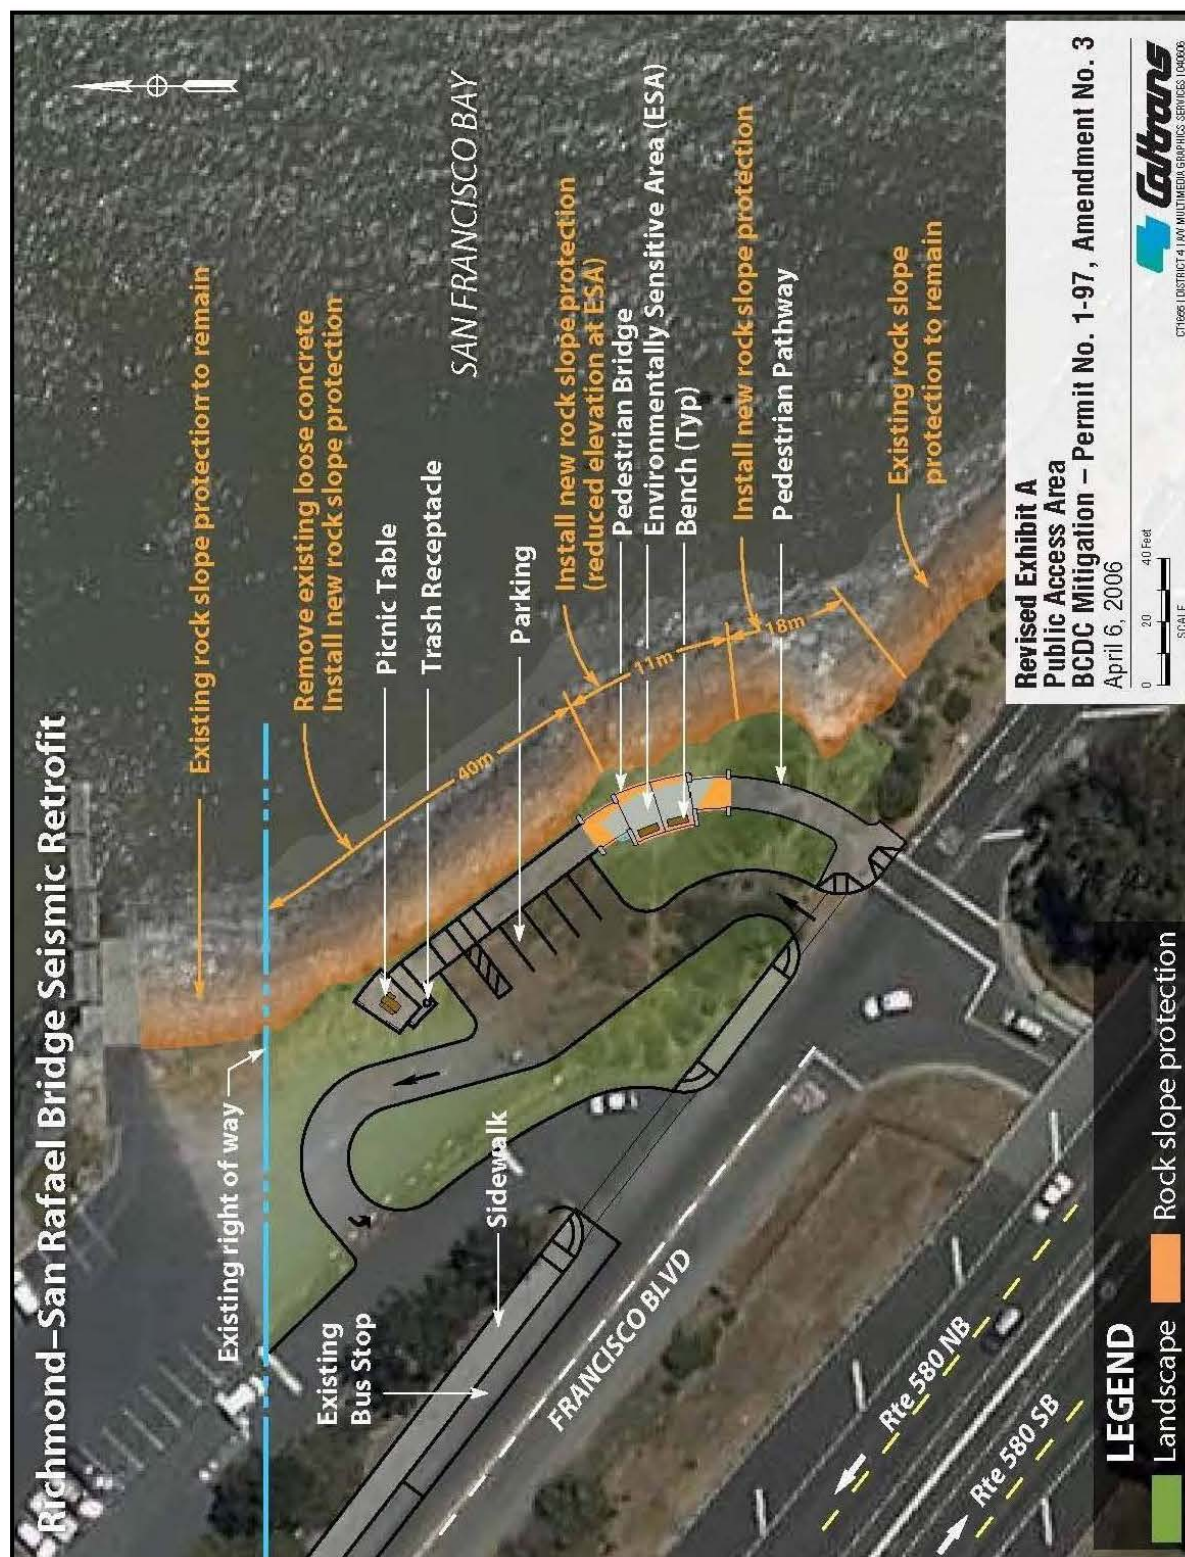 Richmond–San Rafael Bridge Seismic Retrofit
SAN FRANCISCO BAY
Existing rock slope protection to remain
Existing right of way
Remove existing loose concrete
Install new rock slope protection
Picnic Table
Trash Receptacle
Parking
40m
Install new rock slope protection
(reduced elevation at ESA)
Pedestrian Bridge
Environmentally Sensitive Area (ESA)
Bench (Typ)
11m
Install new rock slope protection
18m
Pedestrian Pathway
Existing rock slope
protection to remain
Existing
Bus Stop
Sidewalk
FRANCISCO BLVD
Rte 580 NB
Rte 580 SB
LEGEND
Landscape
Rock slope protection
Revised Exhibit A
Public Access Area
BCDC Mitigation – Permit No. 1-97, Amendment No. 3
April 6, 2006
0 20 40 Feet
SCALE
Caltrans